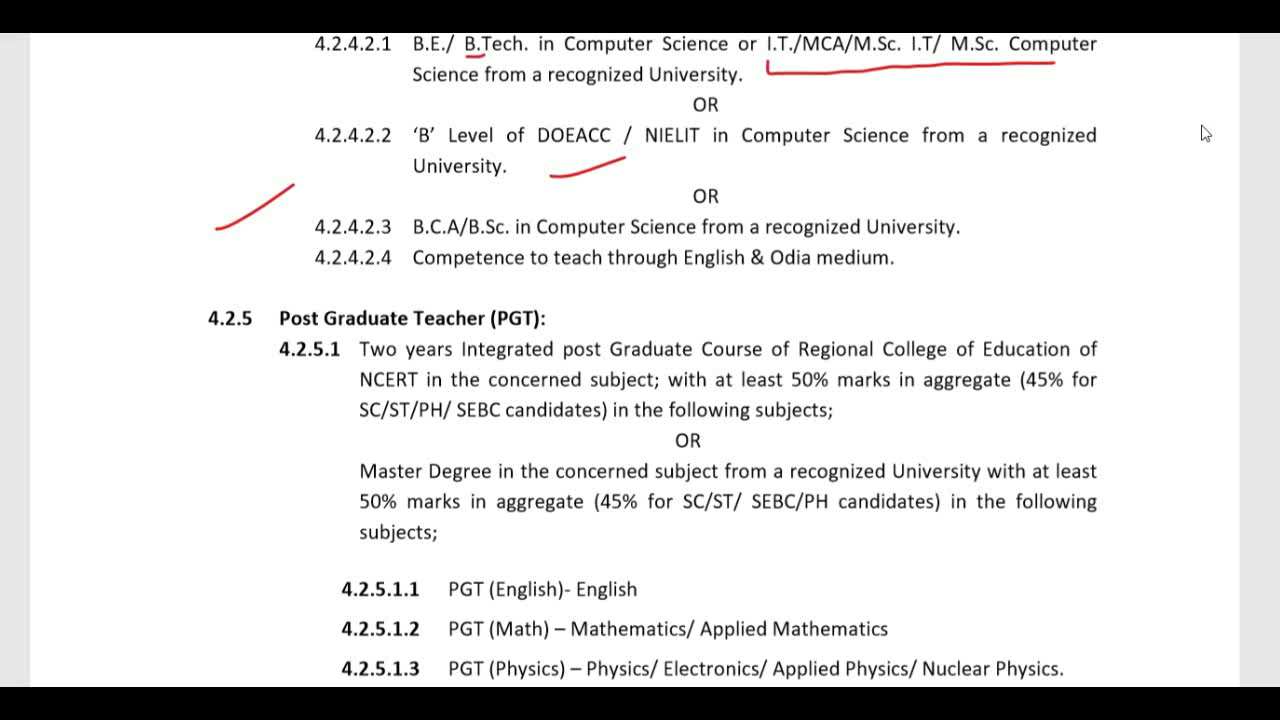 4.2.4.2.1 B.E./ B.Tech. in Computer Science or I.T./MCA/M.Sc. I.T/ M.Sc. Computer
Science from a recognized University.
OR
4.2.4.2.2 ‘B’ Level of DOEACC / NIELIT in Computer Science from a recognized
University.
OR
4.2.4.2.3 B.C.A/B.Sc. in Computer Science from a recognized University.
4.2.4.2.4 Competence to teach through English & Odia medium.
4.2.5 Post Graduate Teacher (PGT):
4.2.5.1 Two years Integrated post Graduate Course of Regional College of Education of
NCERT in the concerned subject; with at least 50% marks in aggregate (45% for
SC/ST/PH/ SEBC candidates) in the following subjects;
OR
Master Degree in the concerned subject from a recognized University with at least
50% marks in aggregate (45% for SC/ST/ SEBC/PH candidates) in the following
subjects;
4.2.5.1.1 PGT (English)- English
4.2.5.1.2 PGT (Math) – Mathematics/ Applied Mathematics
4.2.5.1.3 PGT (Physics) – Physics/ Electronics/ Applied Physics/ Nuclear Physics.